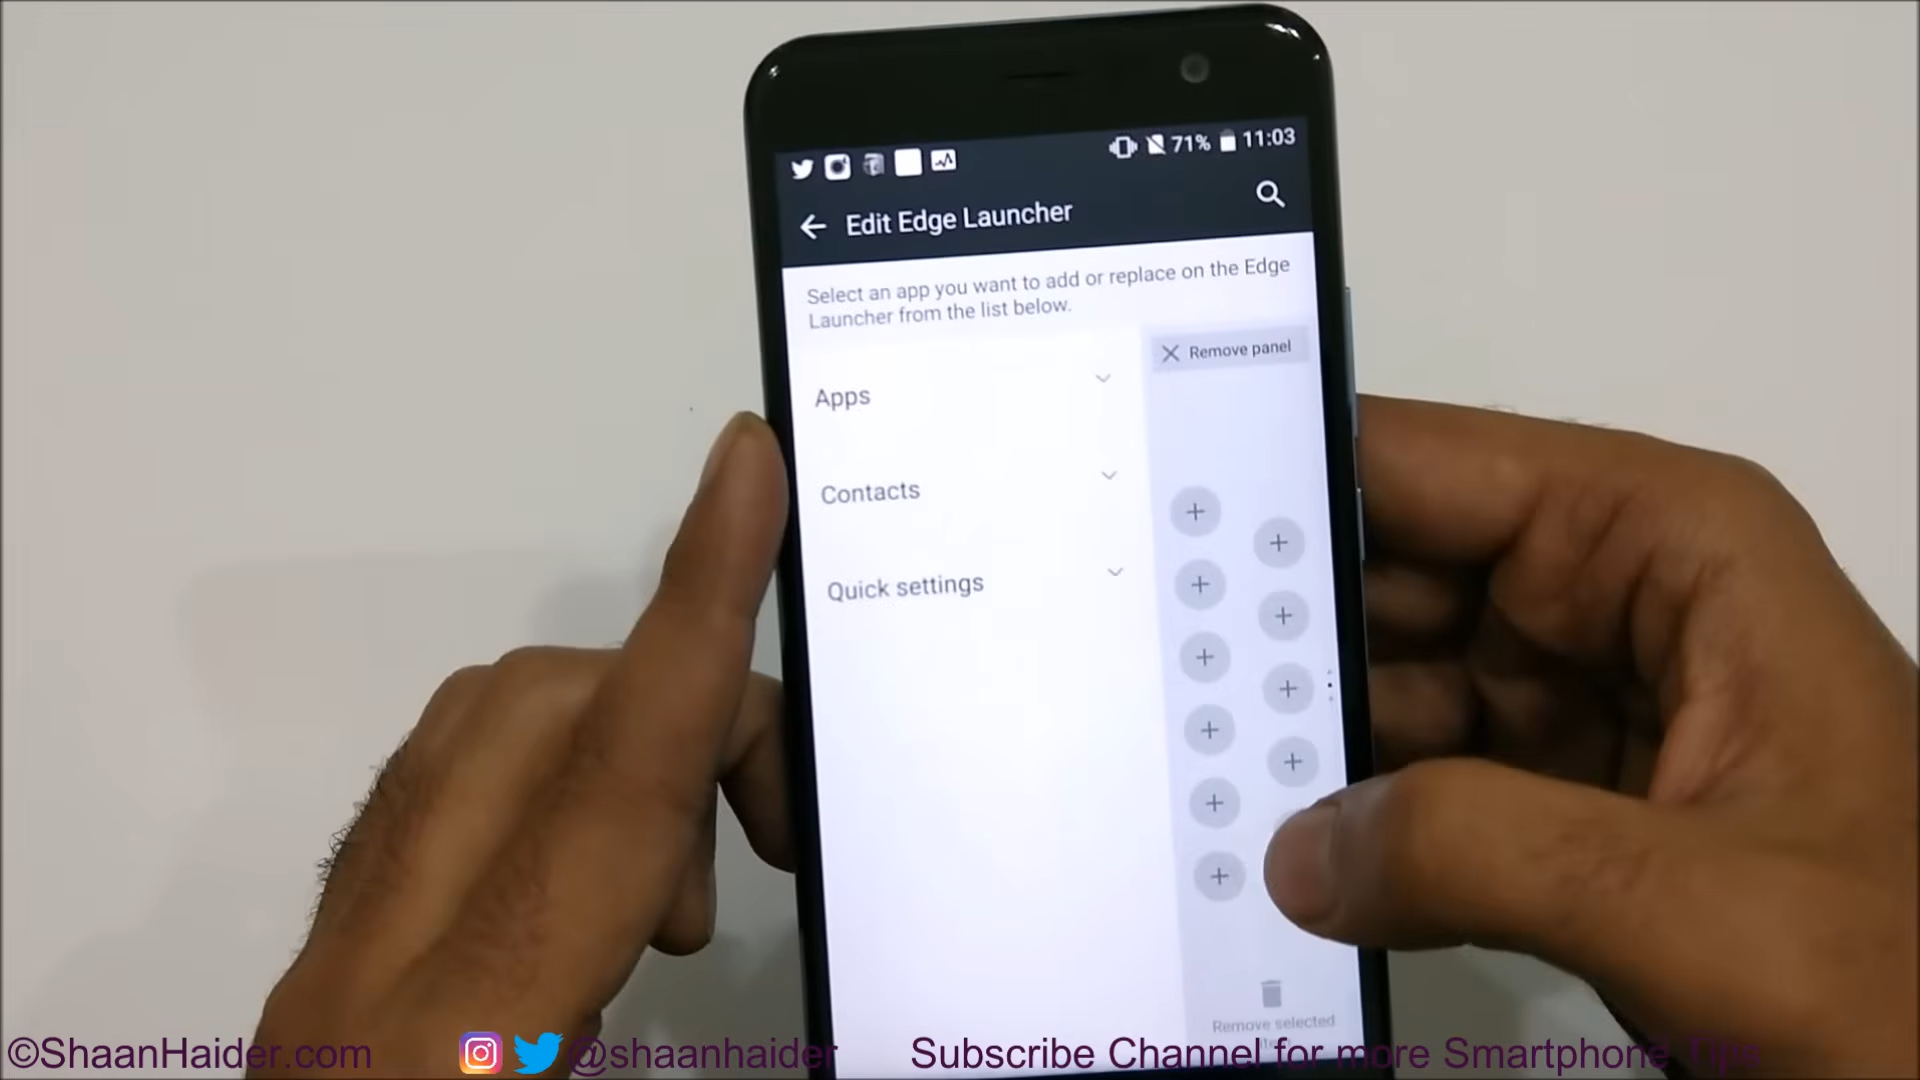 71% 11:03
Edit Edge Launcher
Select an app you want to add or replace on the Edge
Launcher from the list below.
Remove panel
Apps
Contacts
Quick settings
Remove selected
©ShaanHaider.com @shaanhaider Subscribe Channel for more Smartphone Tips